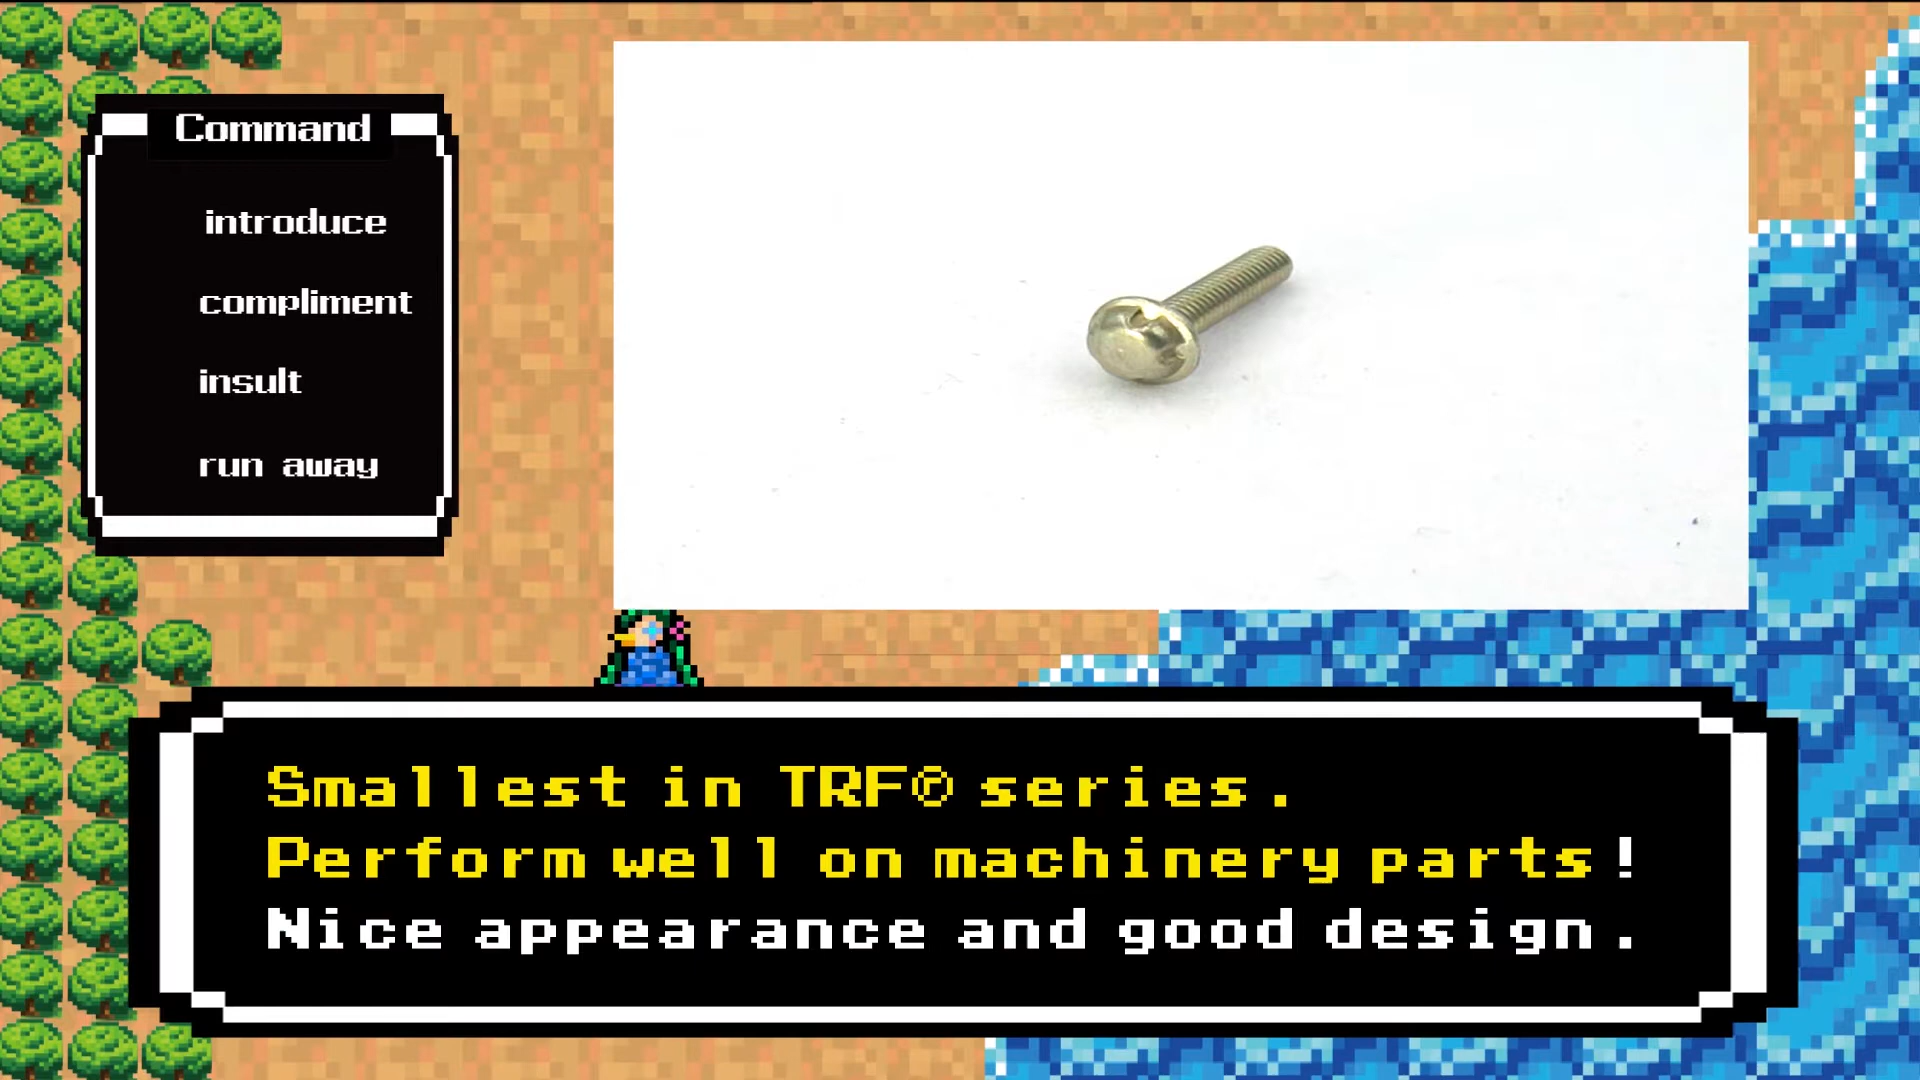 Command
introduce
compliment
insult
run away
Smallest in TRF© series.
Perform well on machinery parts!
Nice appearance and good design.